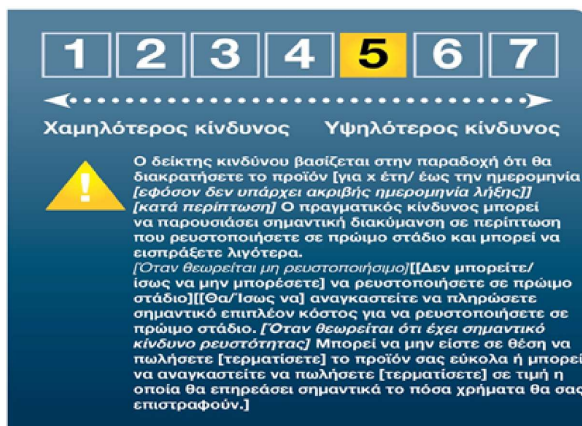 1 2 3 4 5 6 7
Χαμηλότερος κίνδυνος Υψηλότερος κίνδυνος
!
Ο δείκτης κινδύνου βασίζεται στην παραδοχή ότι θα
διακρατήσετε το προϊόν [για x έτη/ έως την ημερομηνία
[εφόσον δεν υπάρχει ακριβής ημερομηνία λήξης]]
[κατά περίπτωση] Ο πραγματικός κίνδυνος μπορεί
να παρουσιάσει σημαντική διακύμανση σε περίπτωση
που ρευστοποιήσετε σε πρώιμο στάδιο και μπορεί να
εισπράξετε λιγότερα.
[Όταν θεωρείται μη ρευστοποιήσιμο][[Δεν μπορείτε/
ίσως να μην μπορέσετε] να ρευστοποιήσετε σε πρώιμο
στάδιο][[Θα/Ίσως να] αναγκαστείτε να πληρώσετε
σημαντικό επιπλέον κόστος για να ρευστοποιήσετε σε
πρώιμο στάδιο. [Όταν θεωρείται ότι έχει σημαντικό
κίνδυνο ρευστότητας] Μπορεί να μην είστε σε θέση να
πωλήσετε [τερματίσετε] το προϊόν σας εύκολα ή μπορεί
να αναγκαστείτε να πωλήσετε [τερματίσετε] σε τιμή η
οποία θα επηρεάσει σημαντικά το πόσα χρήματα θα σας
επιστραφούν.]